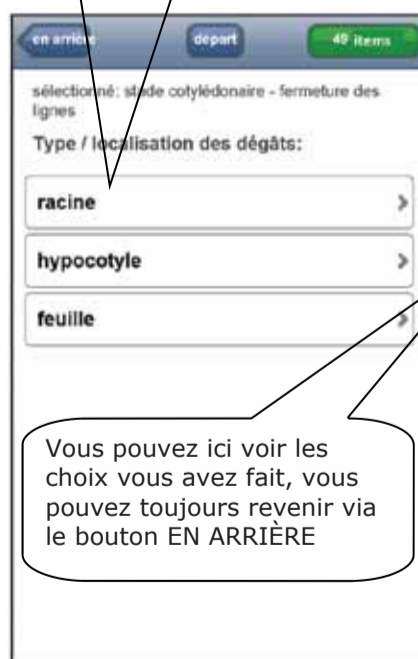 en arrière départ 49 items
sélectionné: stade cotylédonaire - fermeture des
lignes
Type / localisation des dégâts:
racine
hypocotyle
feuille
Vous pouvez ici voir les
choix vous avez fait, vous
pouvez toujours revenir via
le bouton EN ARRIÈRE